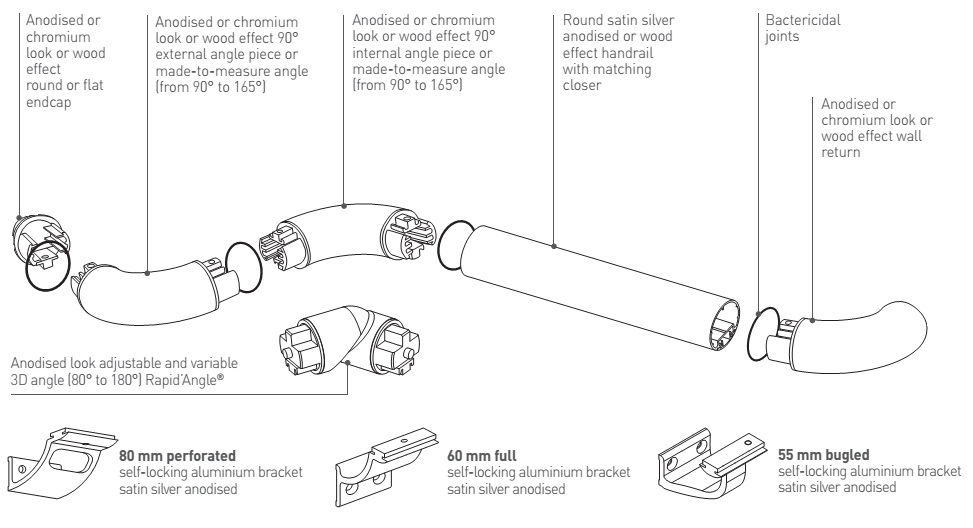 Anodised or
chromium
look or wood
effect
round or flat
endcap
Anodised or chromium
look or wood effect 90°
external angle piece or
made-to-measure angle
(from 90° to 165°)
Anodised or chromium
look or wood effect 90°
internal angle piece or
made-to-measure angle
(from 90° to 165°)
Round satin silver
anodised or wood
effect handrail
with matching
closer
Bactericidal
joints
Anodised or
chromium look or
wood effect wall
return
Anodised look adjustable and variable
3D angle (80° to 180°) Rapid'Angle®
80 mm perforated
self-locking aluminium bracket
satin silver anodised
60 mm full
self-locking aluminium bracket
satin silver anodised
55 mm bugled
self-locking aluminium bracket
satin silver anodised